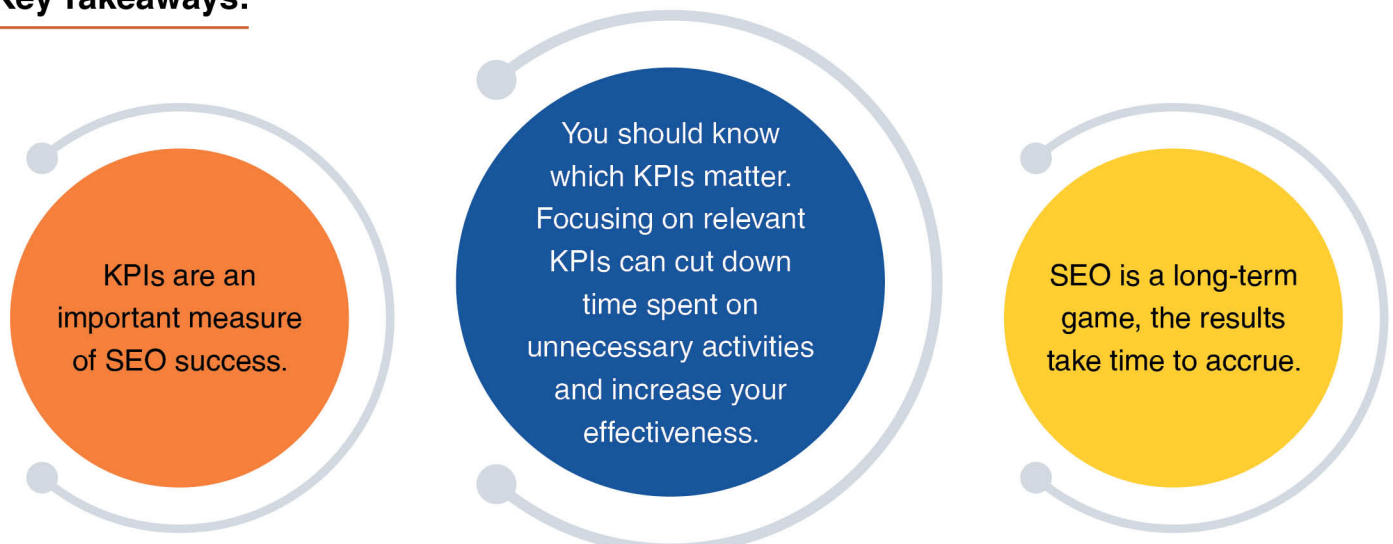 Key Takeaways:
KPIs are an
important measure
of SEO success.
You should know
which KPIs matter.
Focusing on relevant
KPIs can cut down
time spent on
unnecessary activities
and increase your
effectiveness.
SEO is a long-term
game, the results
take time to accrue.